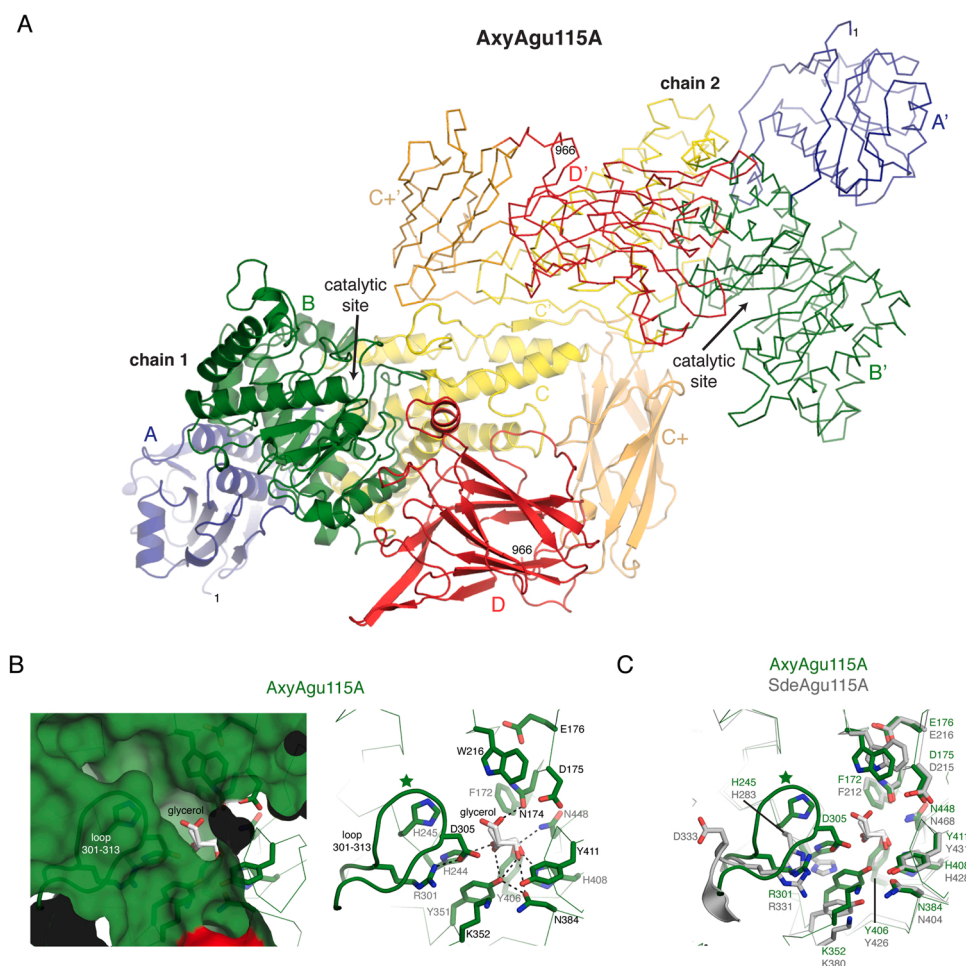 A
AxyAgu115A
1
chain 2
A'
966
D'
C+'
catalytic
site
B
C'
chain 1
catalytic
site
B'
C
A
C+
966
1
D
B
AxyAgu115A
C
AxyAgu115A
SdeAgu115A
E176
W216
D175
F172
glycerol
N174
N448
H245
D305
loop
301-313
H244
Y411
R301
Y406
H408
Y351
N384
K352
glycerol
loop
301-313
E176
E216
D175
D215
F172
F212
H245
H283
N448
N468
D305
D333
Y411
Y431
H408
H428
R301
R331
N384
N404
Y406
Y426
K352
K380